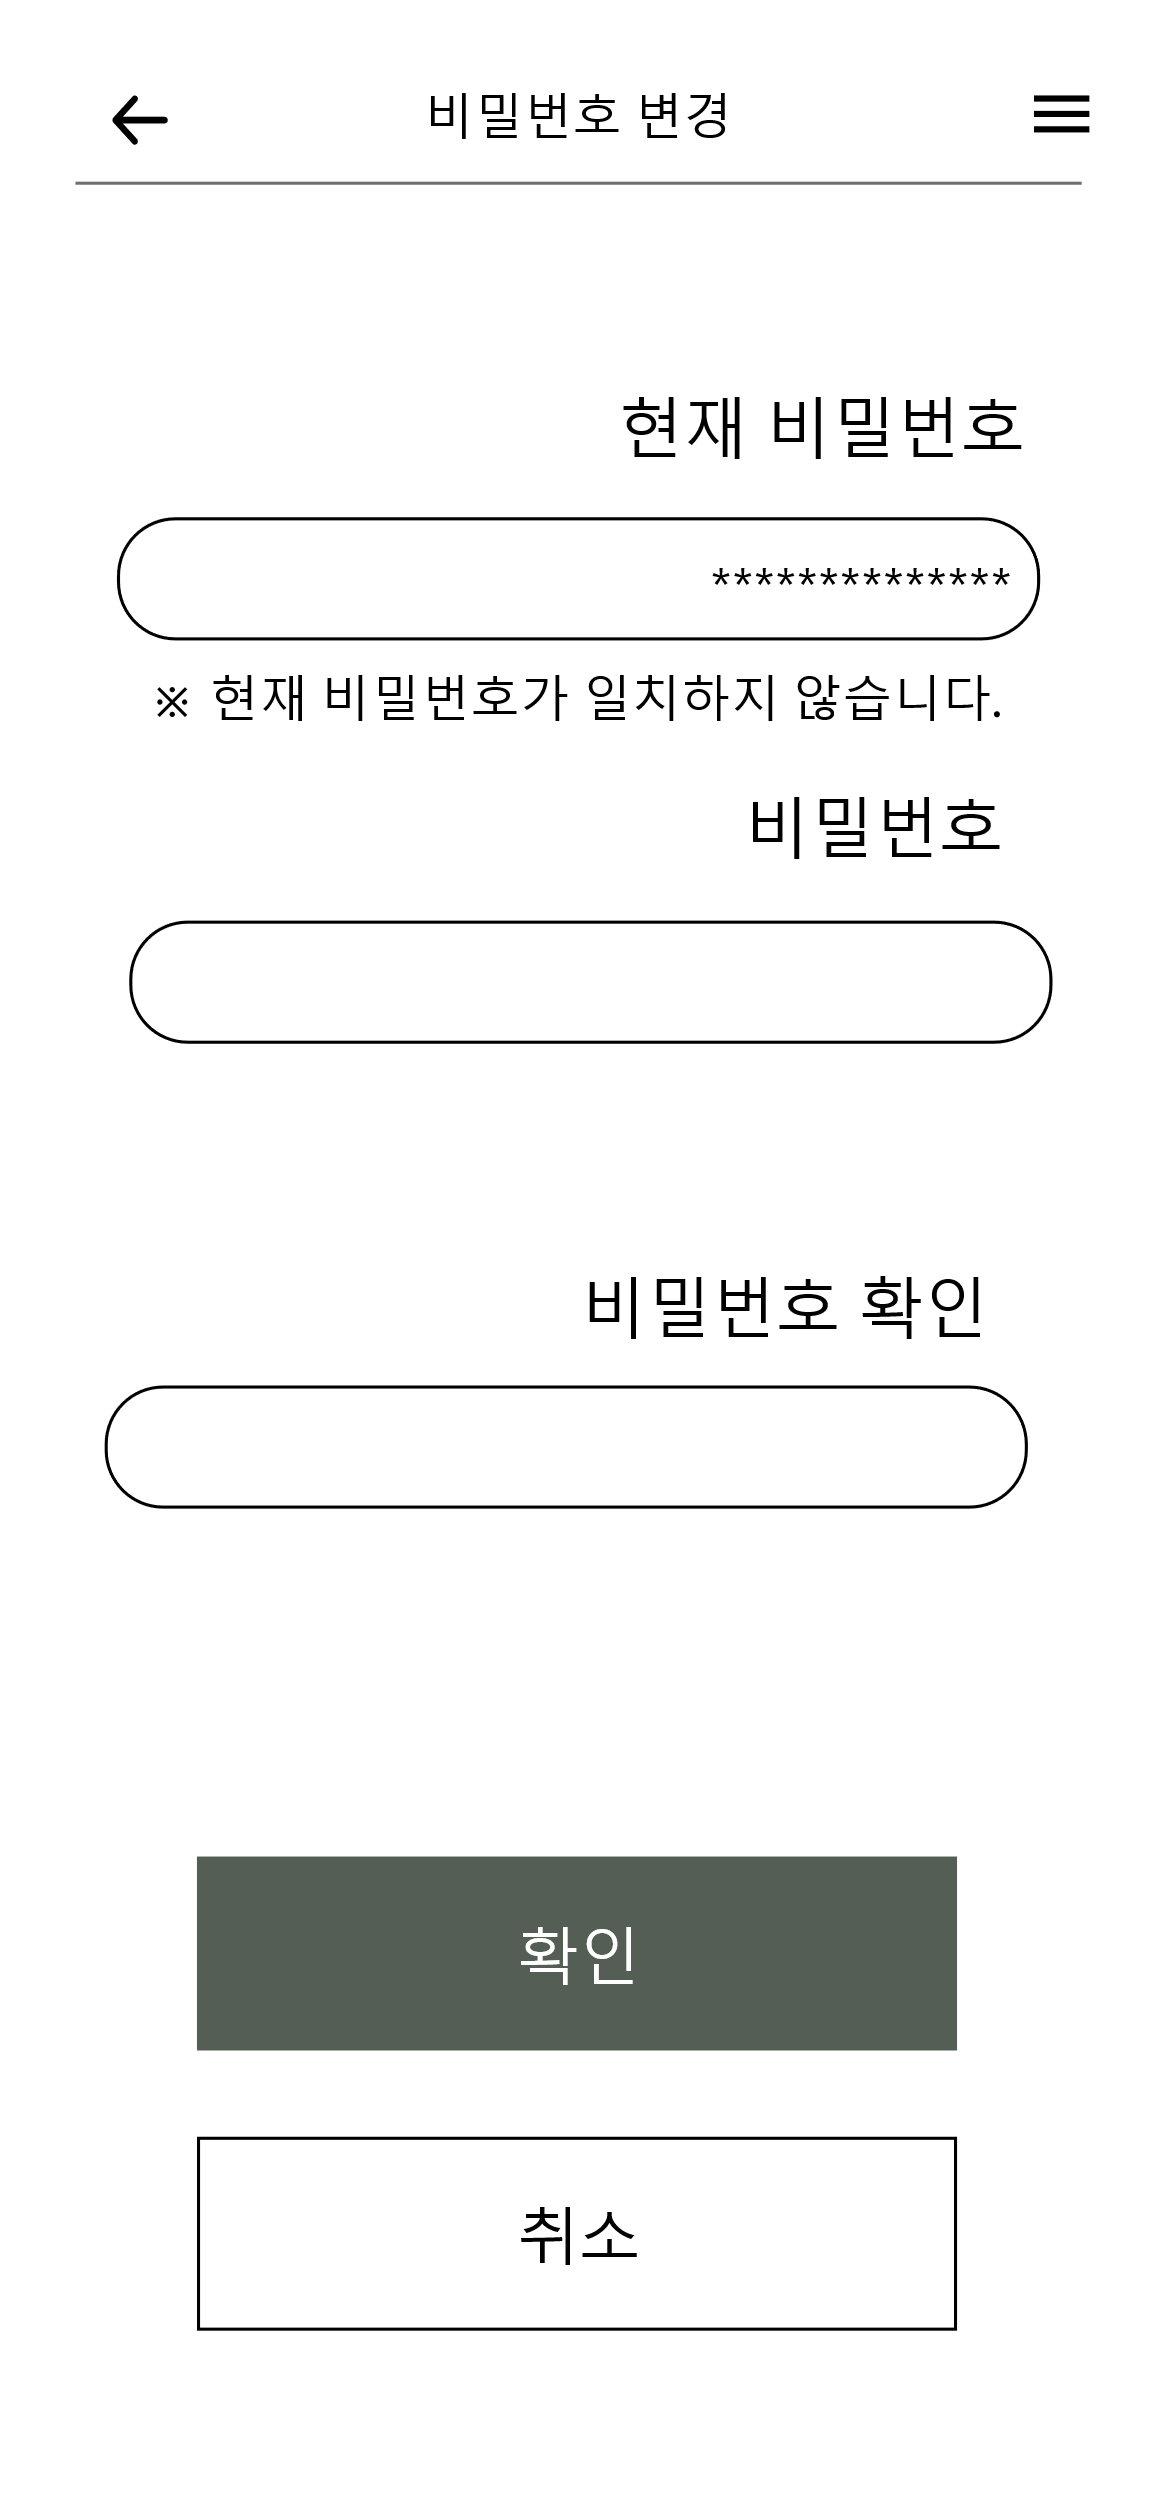 비밀번호 변경
현재 비밀번호
**************
※ 현재 비밀번호가 일치하지 않습니다.
비밀번호
비밀번호 확인
확인
취소